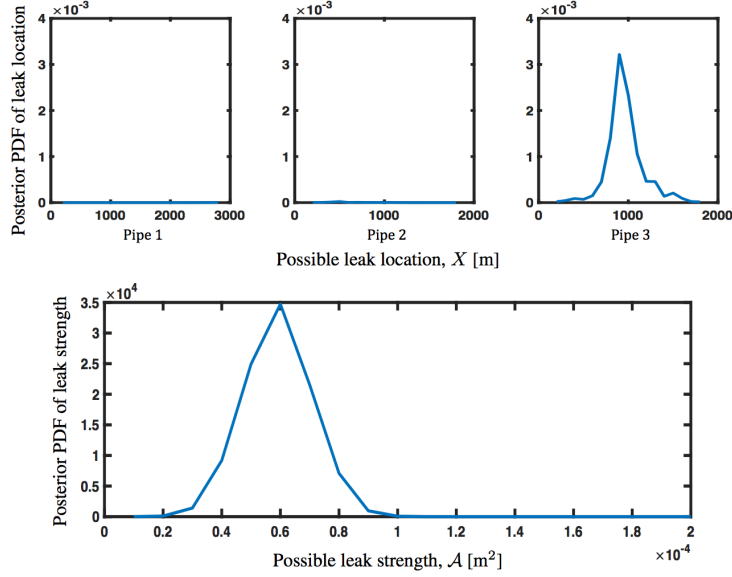 ×10⁻³ ×10⁻³ ×10⁻³
Posterior PDF of leak location
4 4 4
3 3 3
2 2 2
1 1 1
0 0 0
0 1000 2000 3000 0 1000 2000 0 1000 2000
Pipe 1 Pipe 2 Pipe 3
Possible leak location, X [m]
×10⁴
Posterior PDF of leak strength
3.5
3
2.5
2
1.5
1
0.5
0
0 0.2 0.4 0.6 0.8 1 1.2 1.4 1.6 1.8 2
Possible leak strength, 𝒜 [m²]
×10⁻⁴